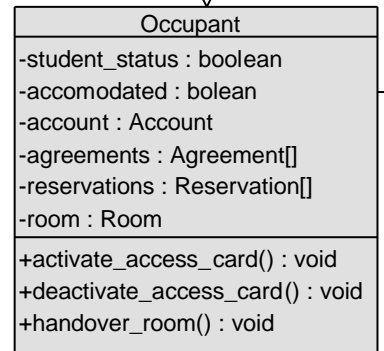 Occupant
-student_status : boolean
-accomodated : bolean
-account : Account
-agreements : Agreement[]
-reservations : Reservation[]
-room : Room
+activate_access_card() : void
+deactivate_access_card() : void
+handover_room() : void